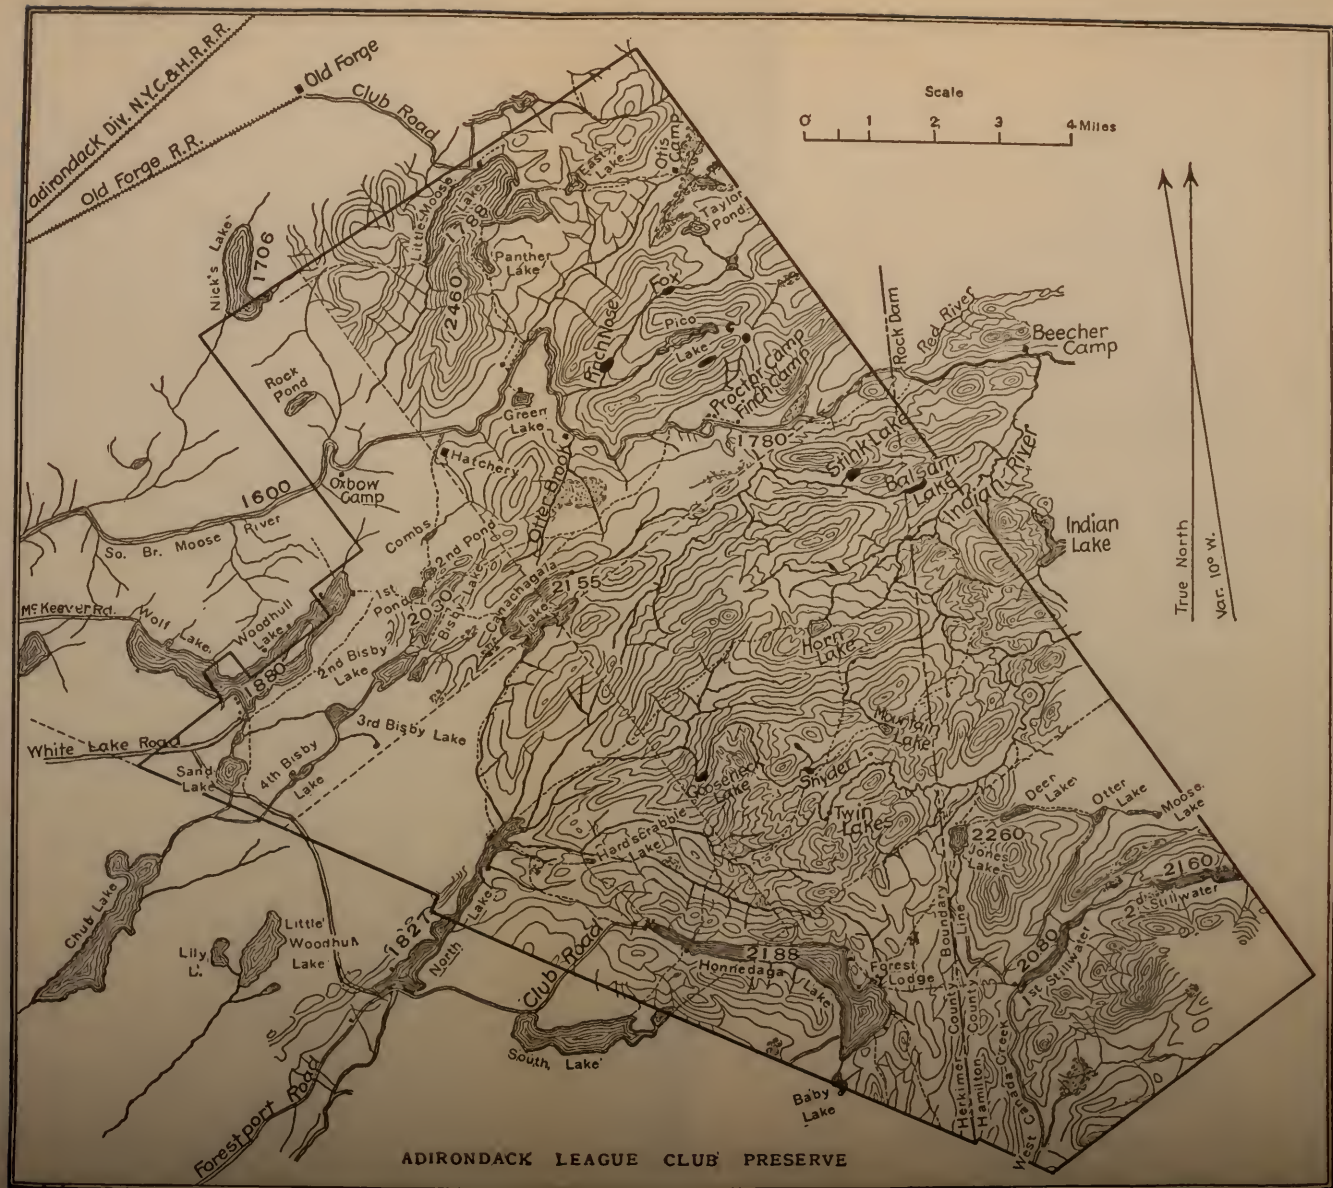 Adirondack Div. N.Y.C.&H.R.R.R.
Old Forge R.R.
Old Forge
Club Road
Scale
0 1 2 3 4 Miles
Nick's Lake
1706
Little Moose Lake
1788
2460
East Lake
Otis Camp
Taylor Pond
Panther Lake
Fox
Finch Nose
Pico Lake
Proctor Camp
Finch Camp
Rock Dam
Red River
Beecher Camp
True North
Var. 10° W.
Rock Pond
Green Lake
Hatchery
Oxbow Camp
1600
So. Br. Moose River
Otter Brook
1780
Stink Lake
Balsam Lake
Indian River
Indian Lake
Combs
2nd Pond
1st Pond
2030
Bisby Lake
Canachagala Lake
2155
McKeever Rd.
Wolf Lake
Woodhull Lake
1880
2nd Bisby Lake
3rd Bisby Lake
4th Bisby Lake
White Lake Road
Sand Lake
Horn Lake
Mountain Lake
Gooseneck Lake
Snyder L.
Twin Lakes
Hardscrabble Lake
Deer Lake
Otter Lake
Moose Lake
2260
Jones Lake
2160
2d Stillwater
2080
1st Stillwater
Chub Lake
Lily L.
Little Woodhull Lake
1827
North Lake
Club Road
South Lake
2188
Honnedaga Lake
Forest Lodge
Boundary Line
Herkimer County
Hamilton County
West Canada Creek
Baby Lake
Forestport Road
ADIRONDACK LEAGUE CLUB PRESERVE